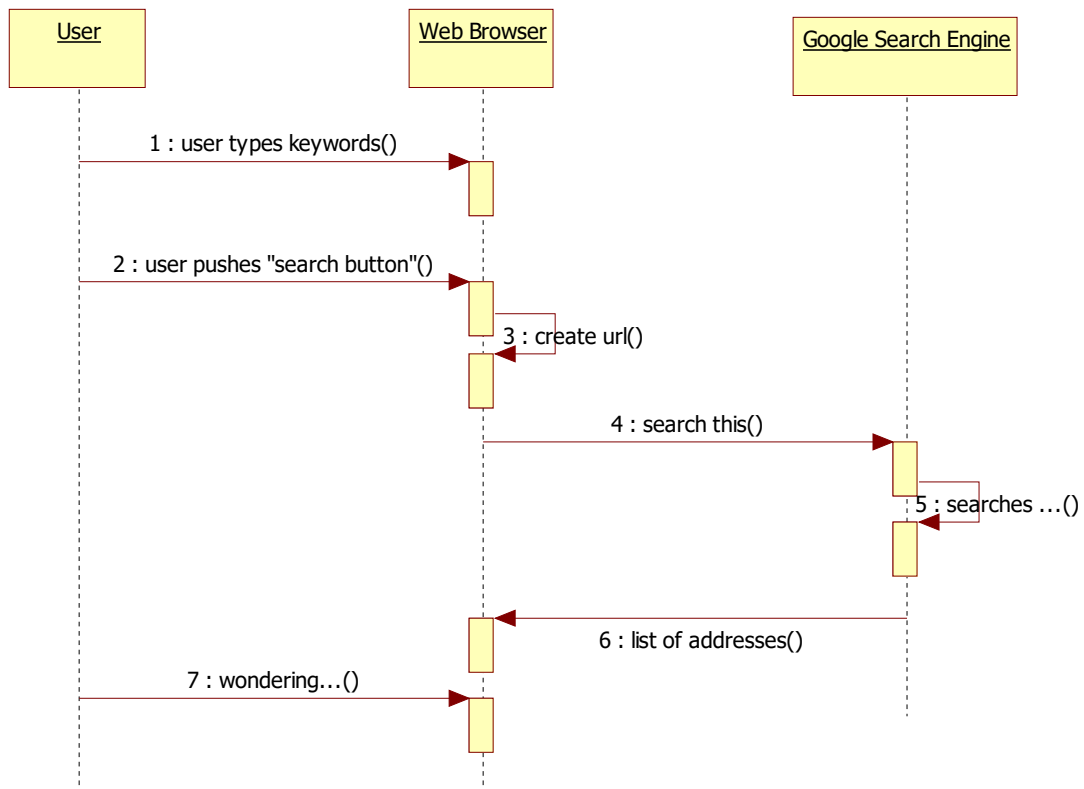 User
Web Browser
Google Search Engine
1 : user types keywords()
2 : user pushes "search button"()
3 : create url()
4 : search this()
5 : searches ...()
6 : list of addresses()
7 : wondering...()